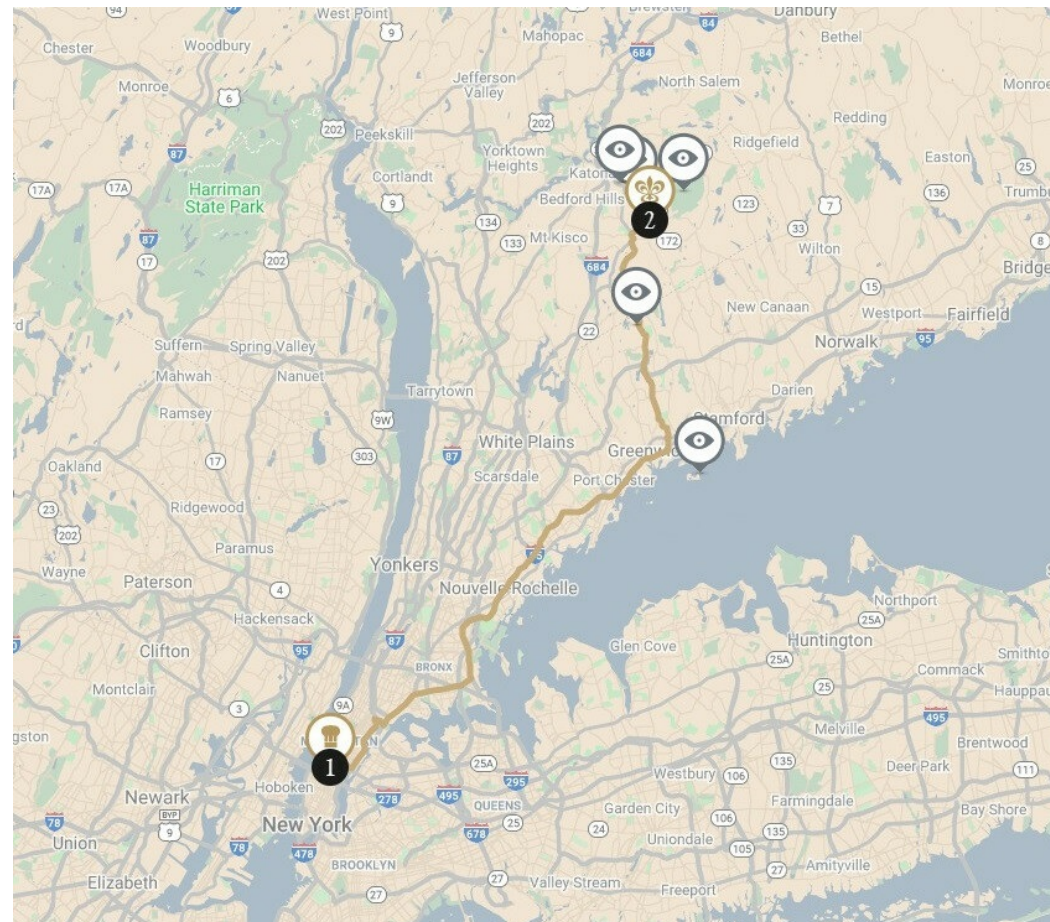 94
Brewster
Danbury
West Point
9
Mahopac
84
Chester
Woodbury
684
Bethel
Jefferson
Valley
North Salem
Monroe
6
Monroe
202
87
202
Peekskill
Redding
Yorktown
Heights
Ridgefield
Katona
Easton
25
17A
17A
Harriman
State Park
Cortlandt
9
Bedford Hills
136
Trumbu
2
123
7
134
33
87
133
Mt Kisco
172
Wilton
8
17
202
684
Bridge
15
New Canaan
Westport
Fairfield
22
95
Suffern
Spring Valley
Norwalk
Mahwah
Nanuet
Tarrytown
Darien
Ramsey
9W
Stamford
White Plains
Greenwi
303
87
Oakland
17
Scarsdale
Port Chester
23
Ridgewood
202
Paramus
95
Wayne
Yonkers
Paterson
4
Nouvelle-Rochelle
Northport
Hackensack
25A
87
95
Glen Cove
Huntington
Clifton
BRONX
25A
Smithto
Commack
Montclair
25
Hauppau
3
9A
495
ngston
Melville
Brentwood
1
25A
135
Hoboken
Westbury
106
Deer Park
295
111
Newark
278
495
78
BYP
9
QUEENS
Garden City
Farmingdale
Bay Shore
78
New York
25
106
Union
78
478
678
24
Uniondale
135
BROOKLYN
105
Elizabeth
27
Amityville
27
Valley Stream
Freeport
27